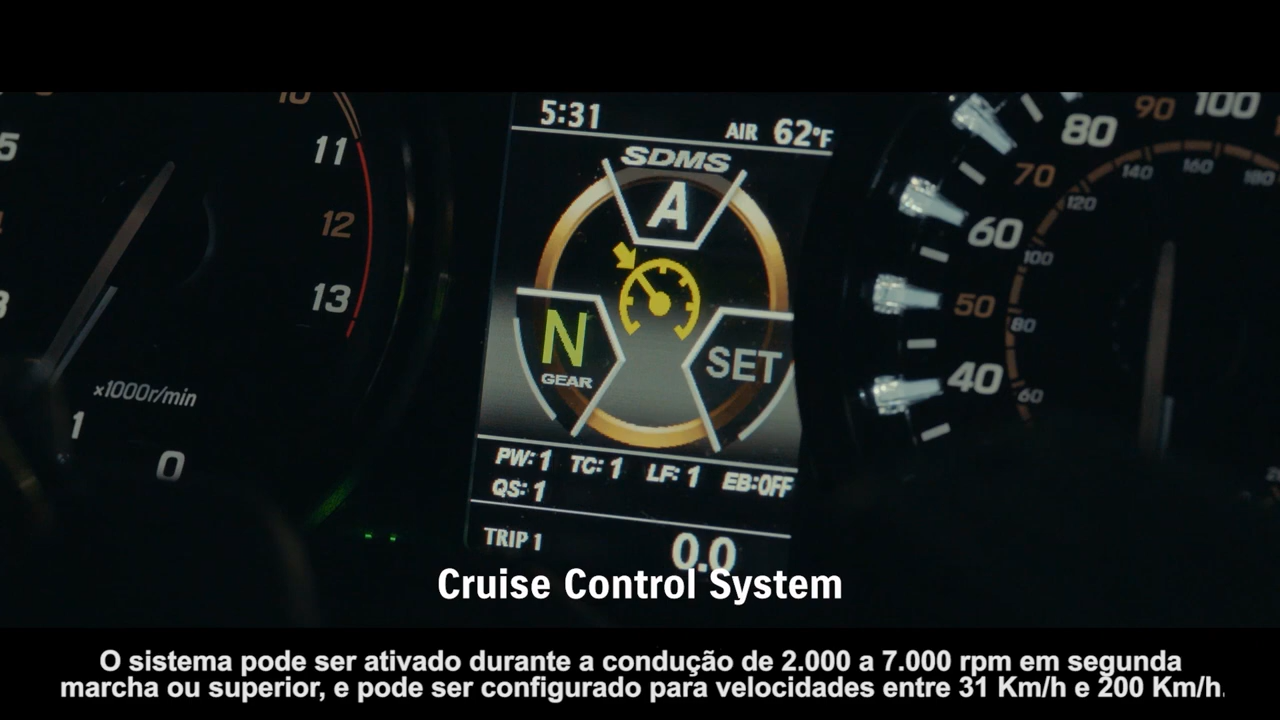 5:31
AIR 62°F
SDMS
A
N
GEAR
SET
PW: 1 TC: 1 LF: 1 EB:OFF
QS: 1
TRIP 1
0.0
11
12
13
x1000r/min
1
0
100
90
80
70
60
50
40
160
140
120
100
80
60
Cruise Control System
O sistema pode ser ativado durante a condução de 2.000 a 7.000 rpm em segunda
marcha ou superior, e pode ser configurado para velocidades entre 31 Km/h e 200 Km/h.